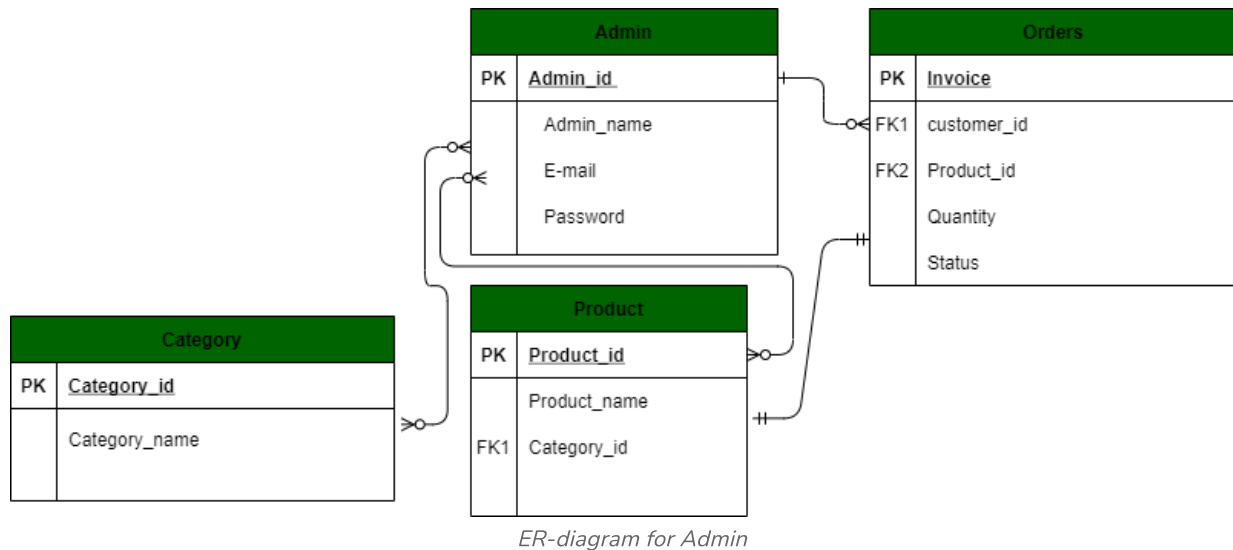 Admin
PK Admin_id
Admin_name
E-mail
Password
Orders
PK Invoice
FK1 customer_id
FK2 Product_id
Quantity
Status
Category
PK Category_id
Category_name
Product
PK Product_id
Product_name
FK1 Category_id
ER-diagram for Admin